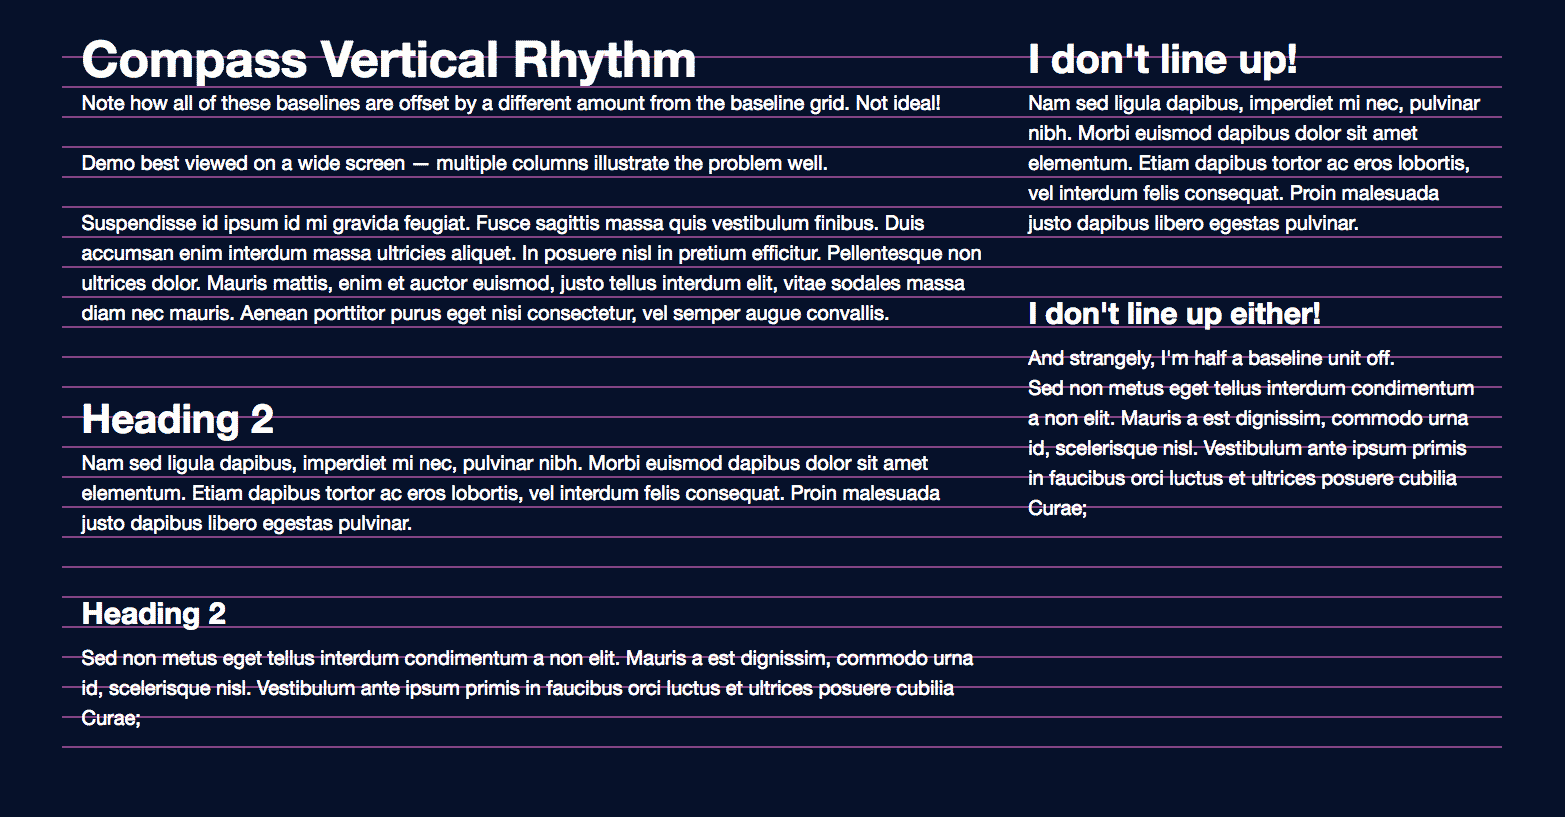 Compass Vertical Rhythm
Note how all of these baselines are offset by a different amount from the baseline grid. Not ideal!
Demo best viewed on a wide screen — multiple columns illustrate the problem well.
Suspendisse id ipsum id mi gravida feugiat. Fusce sagittis massa quis vestibulum finibus. Duis
accumsan enim interdum massa ultricies aliquet. In posuere nisl in pretium efficitur. Pellentesque non
ultrices dolor. Mauris mattis, enim et auctor euismod, justo tellus interdum elit, vitae sodales massa
diam nec mauris. Aenean porttitor purus eget nisi consectetur, vel semper augue convallis.
Heading 2
Nam sed ligula dapibus, imperdiet mi nec, pulvinar nibh. Morbi euismod dapibus dolor sit amet
elementum. Etiam dapibus tortor ac eros lobortis, vel interdum felis consequat. Proin malesuada
justo dapibus libero egestas pulvinar.
Heading 2
Sed non metus eget tellus interdum condimentum a non elit. Mauris a est dignissim, commodo urna
id, scelerisque nisl. Vestibulum ante ipsum primis in faucibus orci luctus et ultrices posuere cubilia
Curae;
I don't line up!
Nam sed ligula dapibus, imperdiet mi nec, pulvinar
nibh. Morbi euismod dapibus dolor sit amet
elementum. Etiam dapibus tortor ac eros lobortis,
vel interdum felis consequat. Proin malesuada
justo dapibus libero egestas pulvinar.
I don't line up either!
And strangely, I'm half a baseline unit off.
Sed non metus eget tellus interdum condimentum
a non elit. Mauris a est dignissim, commodo urna
id, scelerisque nisl. Vestibulum ante ipsum primis
in faucibus orci luctus et ultrices posuere cubilia
Curae;